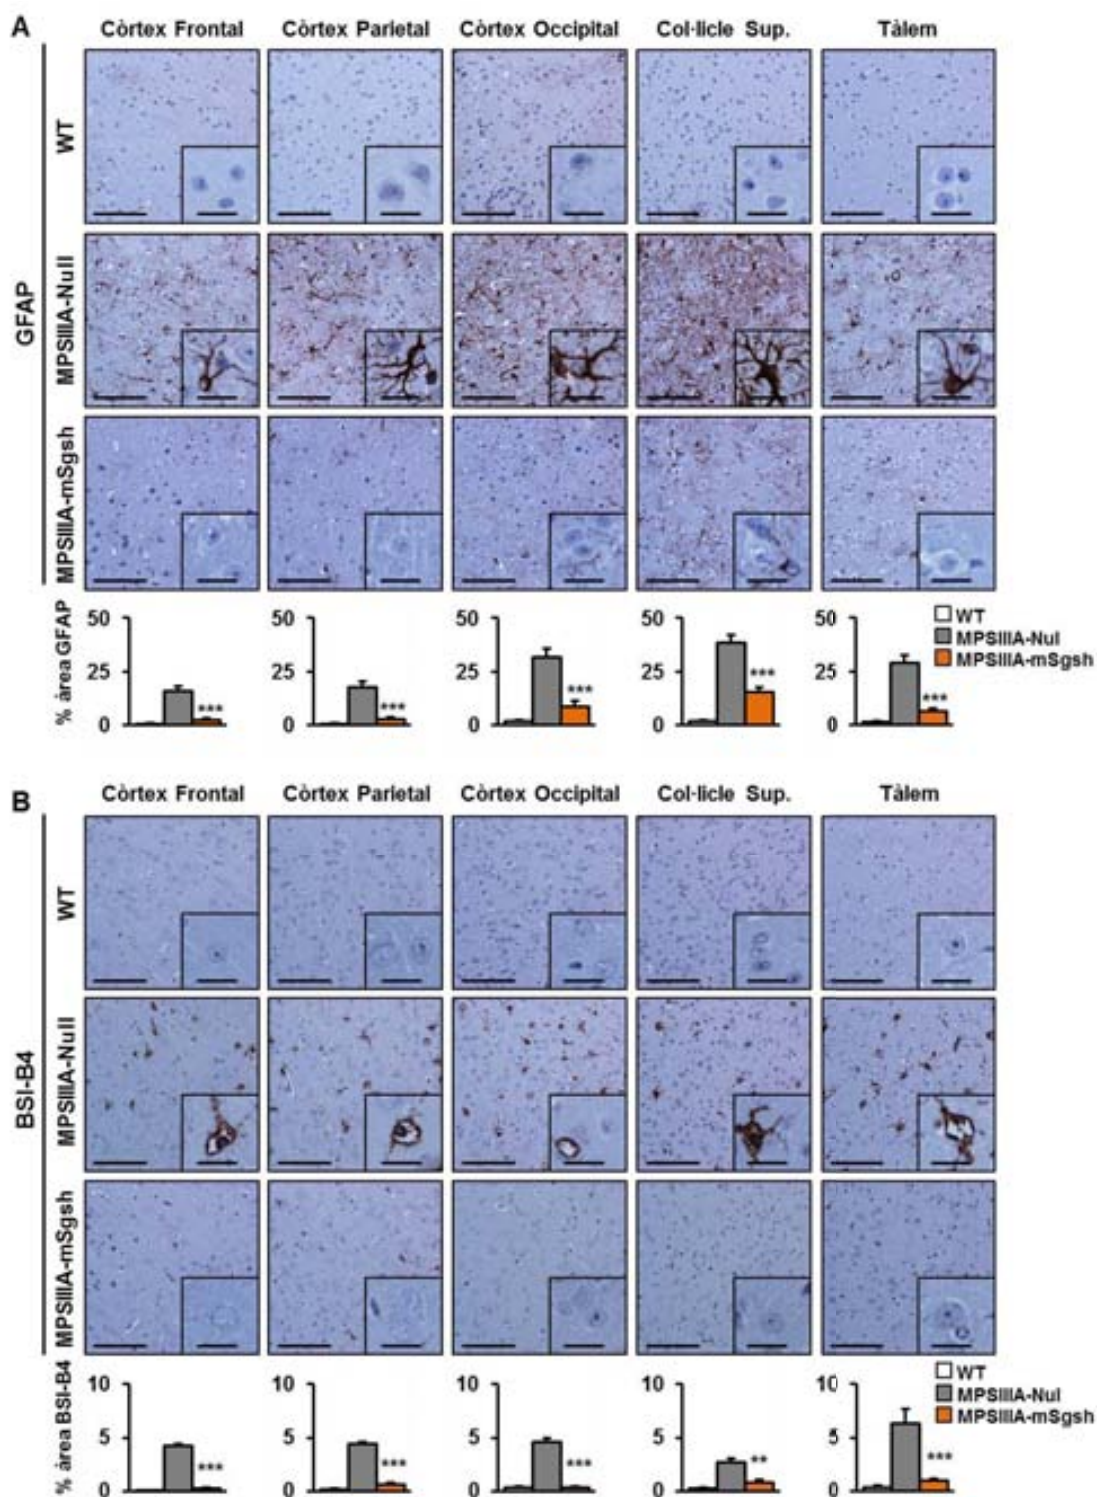 A
Còrtex Frontal Còrtex Parietal Còrtex Occipital Col·licle Sup. Tàlem
GFAP
WT
MPSIIIA-Null
MPSIIIA-mSgsh
% àrea GFAP
50 50 50 50 50
25 25 25 25 25
0 0 0 0 0
*** *** *** *** ***
WT
MPSIIIA-Nul
MPSIIIA-mSgsh
B
Còrtex Frontal Còrtex Parietal Còrtex Occipital Col·licle Sup. Tàlem
BSI-B4
WT
MPSIIIA-Null
MPSIIIA-mSgsh
% àrea BSI-B4
10 10 10 10 10
5 5 5 5 5
0 0 0 0 0
*** *** *** ** ***
WT
MPSIIIA-Nul
MPSIIIA-mSgsh